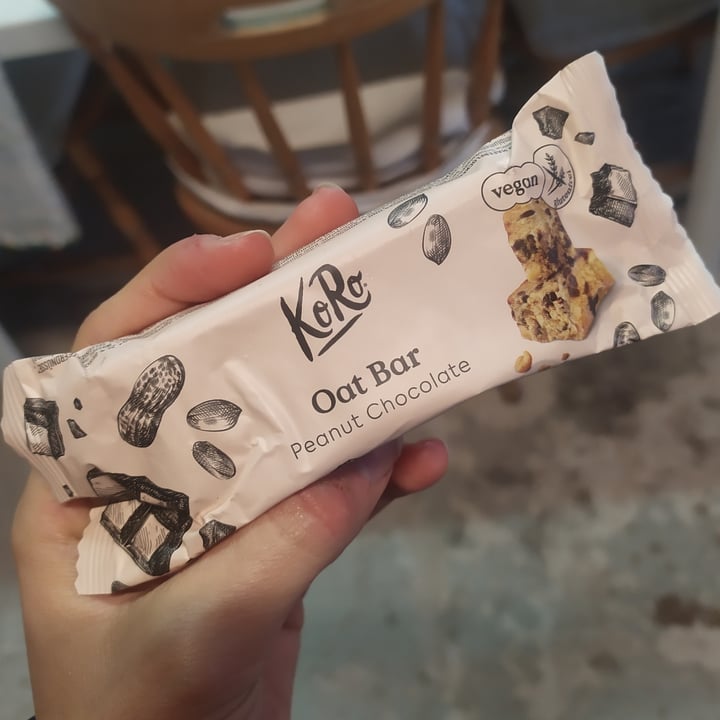 vegan
KoRo
Oat Bar
Peanut Chocolate